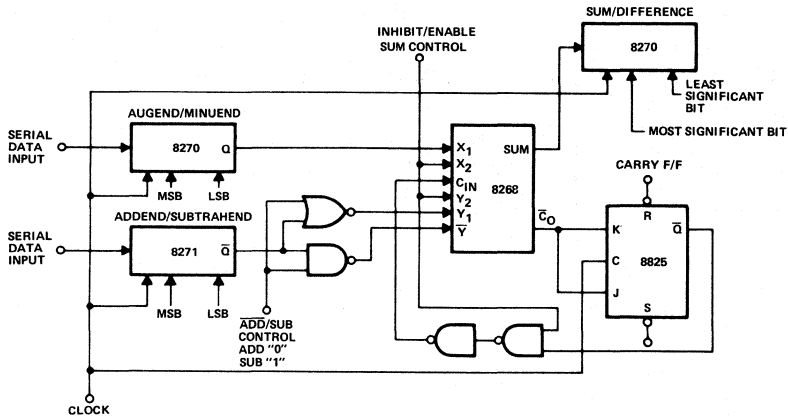 SUM/DIFFERENCE
8270
INHIBIT/ENABLE
SUM CONTROL
LEAST
SIGNIFICANT
BIT
MOST SIGNIFICANT BIT
AUGEND/MINUEND
SERIAL
DATA
INPUT
8270
Q
MSB
LSB
X1
X2
CIN
Y2
Y1
Y̅
SUM
8268
C̅O
CARRY F/F
R
K
Q̅
C
8825
J
S
ADDEND/SUBTRAHEND
SERIAL
DATA
INPUT
8271
Q̅
MSB
LSB
A̅D̅D̅/SUB
CONTROL
ADD "0"
SUB "1"
CLOCK